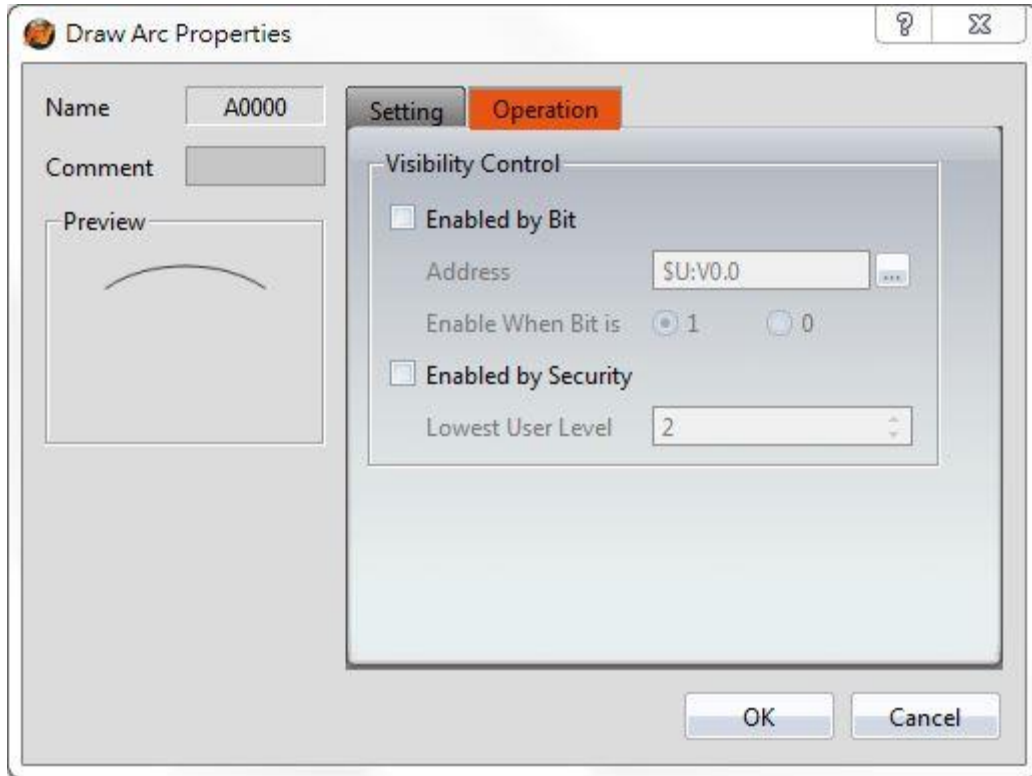 Draw Arc Properties
Name A0000
Comment
Preview
Setting Operation
Visibility Control
Enabled by Bit
Address $U:V0.0 ...
Enable When Bit is 1 0
Enabled by Security
Lowest User Level 2
OK Cancel